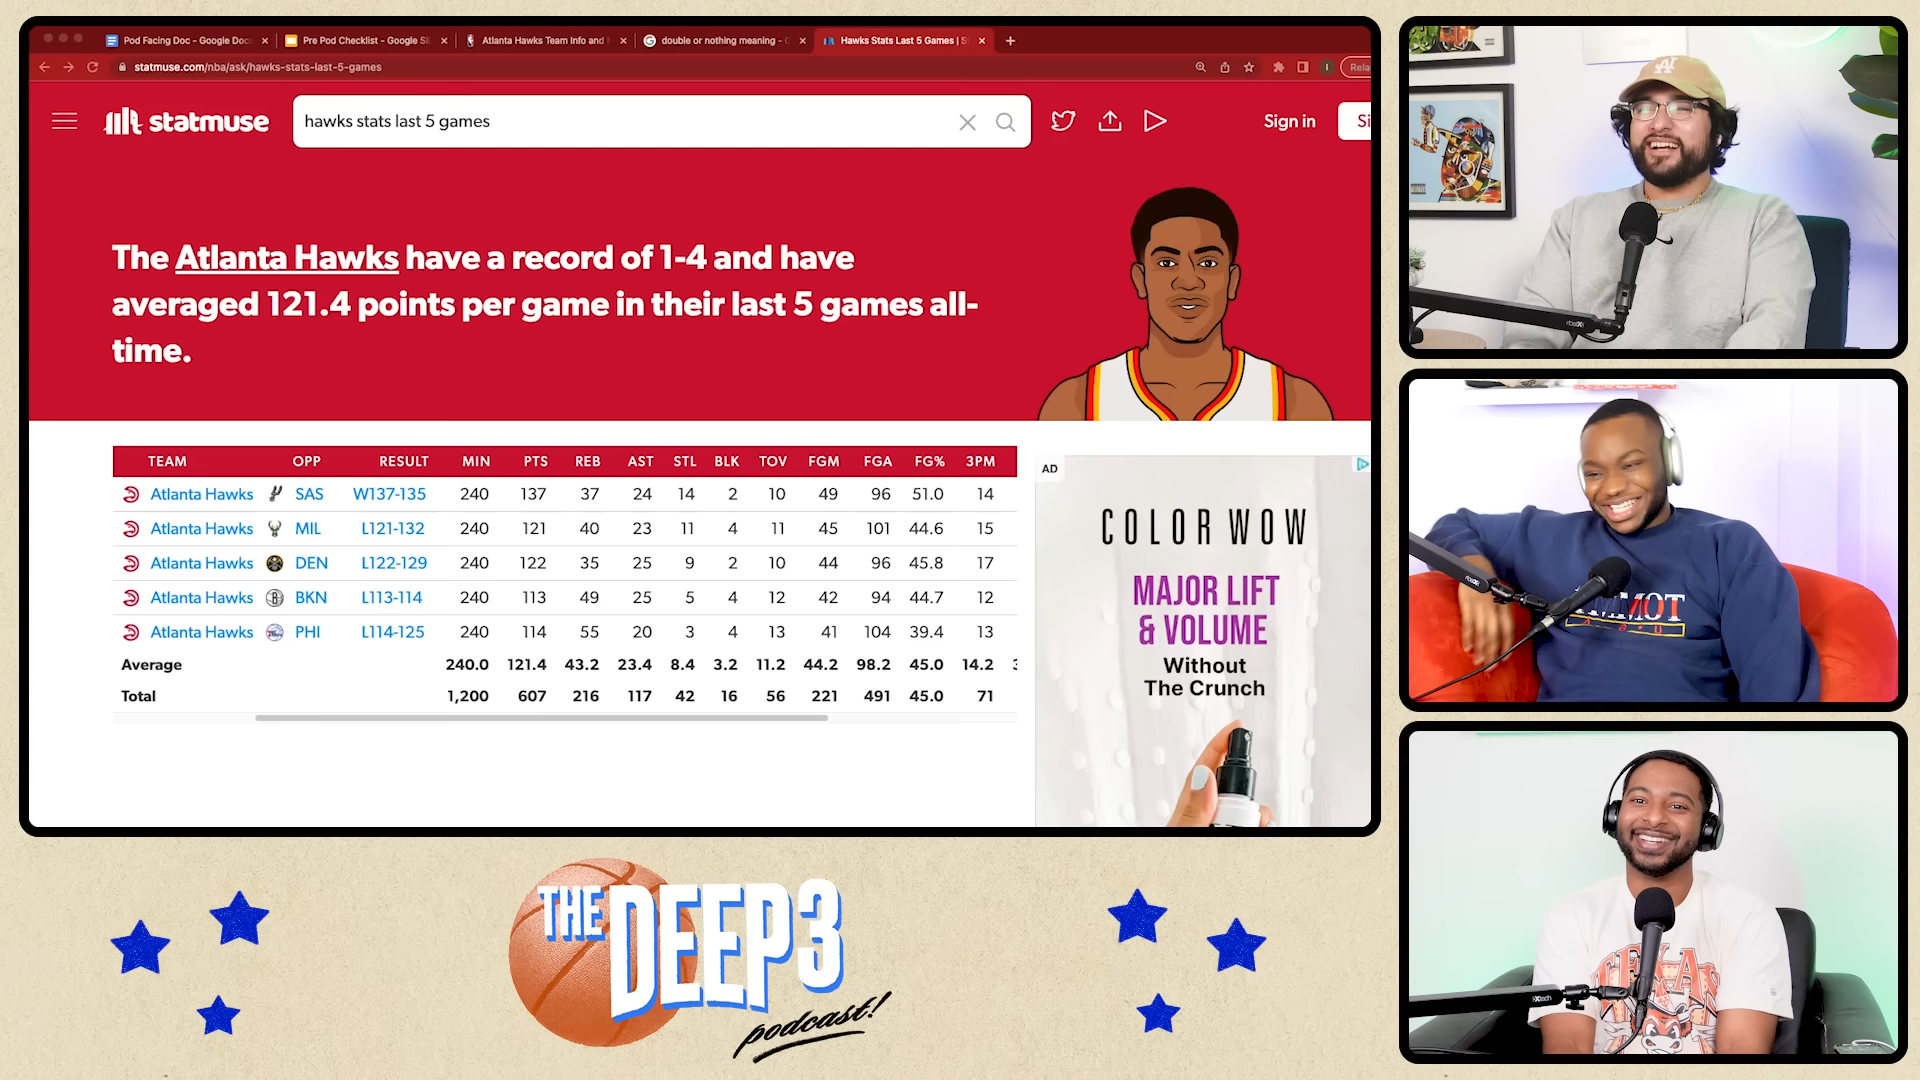 Pod Facing Doc - Google Doc × Pre Pod Checklist - Google Sl × Atlanta Hawks Team Info and × double or nothing meaning - G × Hawks Stats Last 5 Games | S × +
statmuse.com/nba/ask/hawks-stats-last-5-games Rela
statmuse hawks stats last 5 games Sign in Si
The Atlanta Hawks have a record of 1-4 and have
averaged 121.4 points per game in their last 5 games all-
time.
TEAM OPP RESULT MIN PTS REB AST STL BLK TOV FGM FGA FG% 3PM
Atlanta Hawks SAS W137-135 240 137 37 24 14 2 10 49 96 51.0 14
Atlanta Hawks MIL L121-132 240 121 40 23 11 4 11 45 101 44.6 15
Atlanta Hawks DEN L122-129 240 122 35 25 9 2 10 44 96 45.8 17
Atlanta Hawks BKN L113-114 240 113 49 25 5 4 12 42 94 44.7 12
Atlanta Hawks PHI L114-125 240 114 55 20 3 4 13 41 104 39.4 13
Average 240.0 121.4 43.2 23.4 8.4 3.2 11.2 44.2 98.2 45.0 14.2
Total 1,200 607 216 117 42 16 56 221 491 45.0 71
AD
COLOR WOW
MAJOR LIFT
& VOLUME
Without
The Crunch
THE DEEP3
podcast!